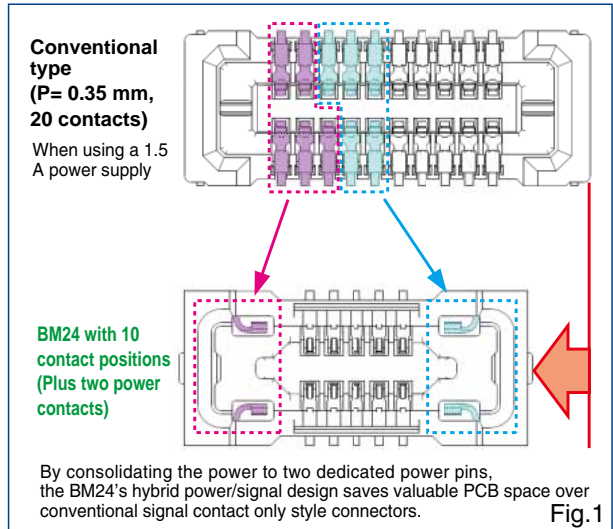 Conventional
type
(P= 0.35 mm,
20 contacts)
When using a 1.5
A power supply
BM24 with 10
contact positions
(Plus two power
contacts)
By consolidating the power to two dedicated power pins,
the BM24's hybrid power/signal design saves valuable PCB space over
conventional signal contact only style connectors.
Fig.1